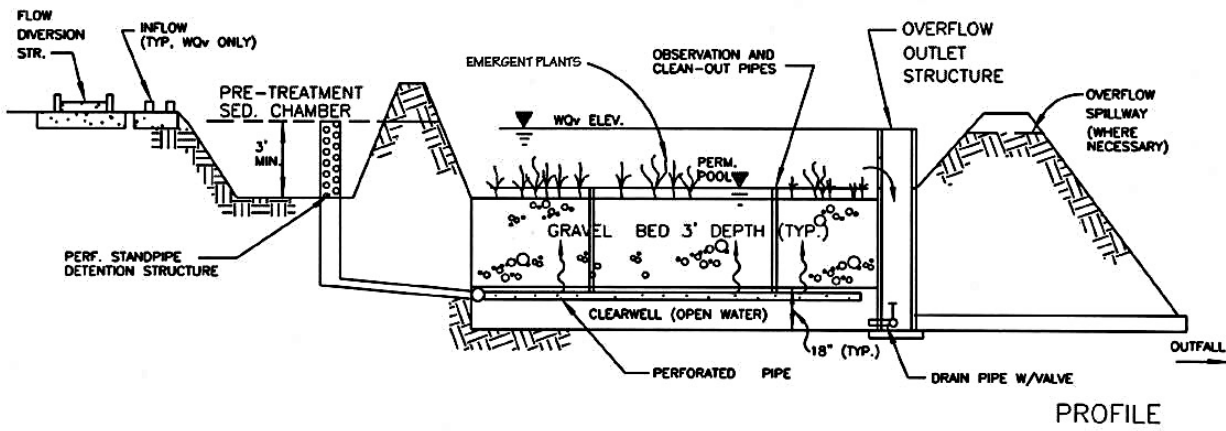 FLOW
DIVERSION
STR.
INFLOW
(TYP, WQv ONLY)
PRE-TREATMENT
SED. CHAMBER
3'
MIN.
PERF. STANDPIPE
DETENTION STRUCTURE
EMERGENT PLANTS
OBSERVATION AND
CLEAN-OUT PIPES
OVERFLOW
OUTLET
STRUCTURE
OVERFLOW
SPILLWAY
(WHERE
NECESSARY)
WQv ELEV.
PERM.
POOL
GRAVEL BED 3' DEPTH (TYP.)
CLEARWELL (OPEN WATER)
18" (TYP.)
PERFORATED PIPE
DRAIN PIPE W/VALVE
OUTFALL
PROFILE